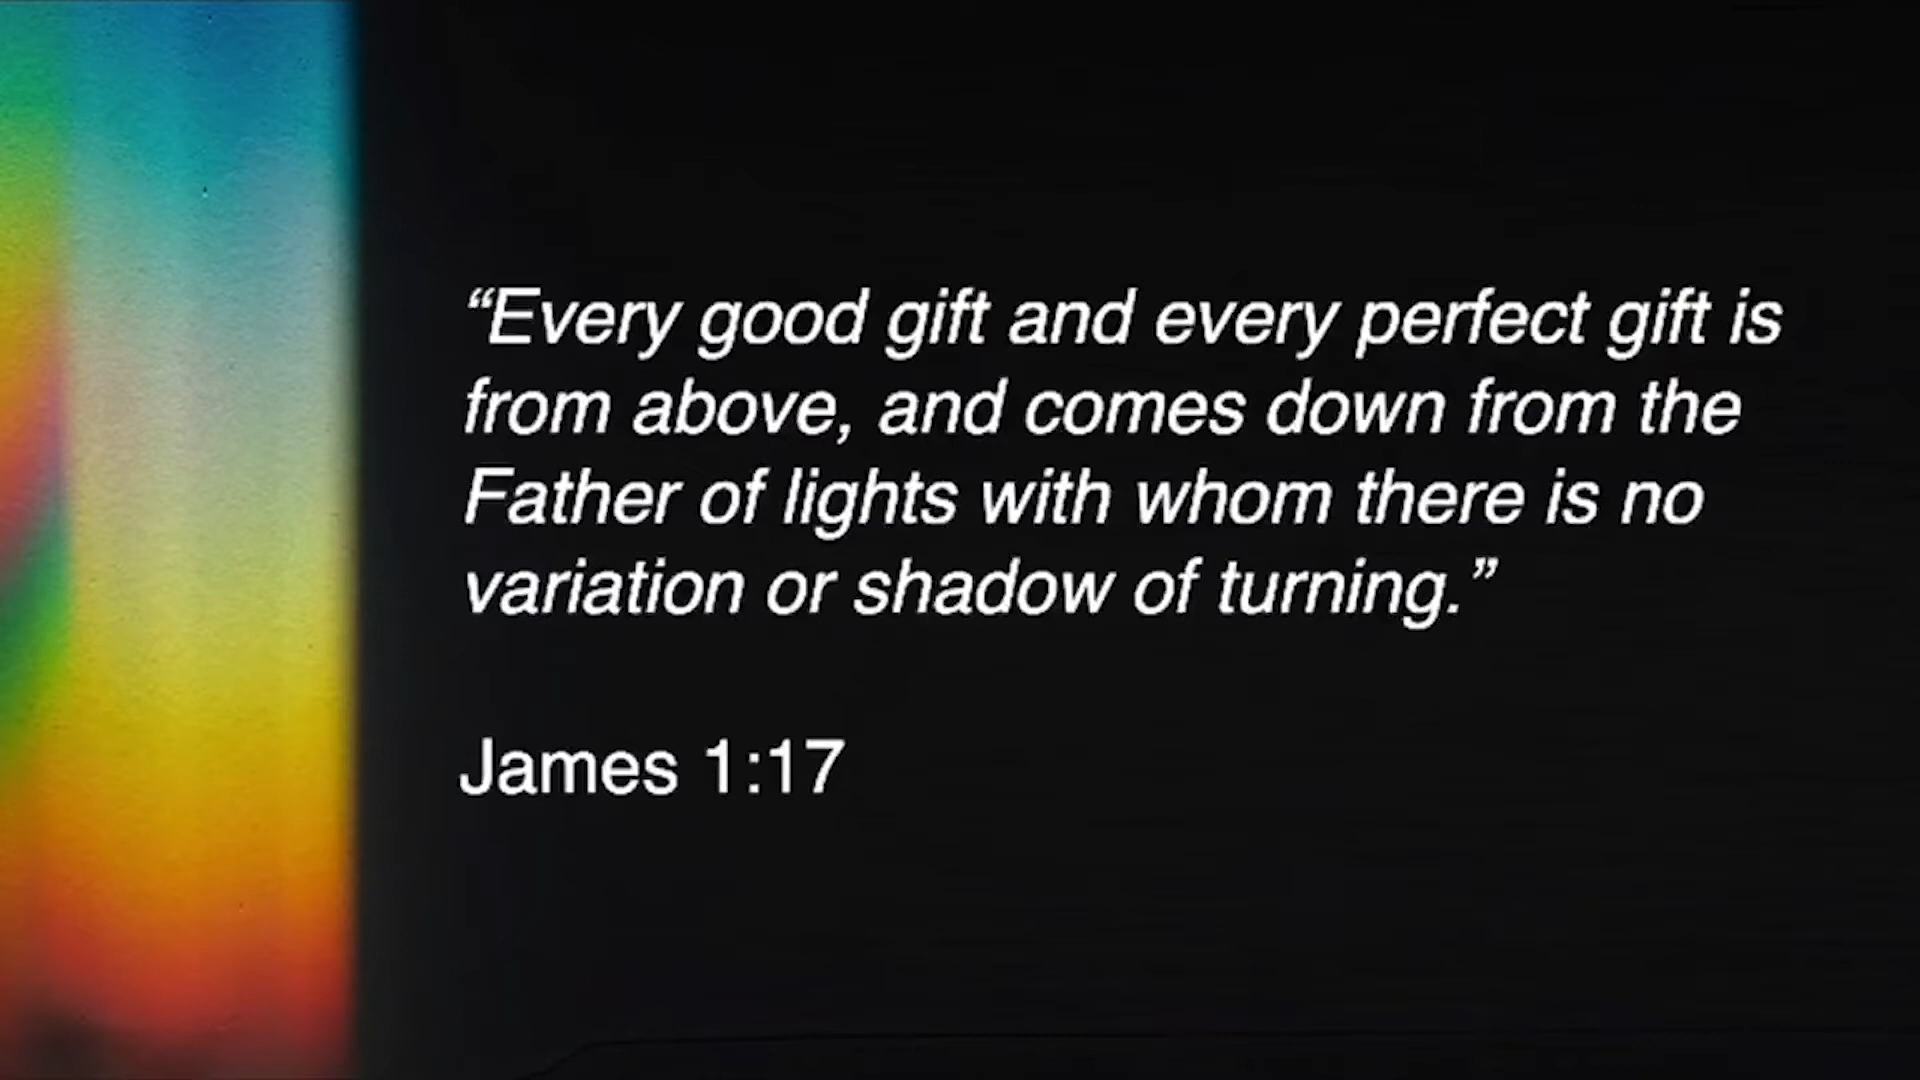 “Every good gift and every perfect gift is
from above, and comes down from the
Father of lights with whom there is no
variation or shadow of turning.”
James 1:17